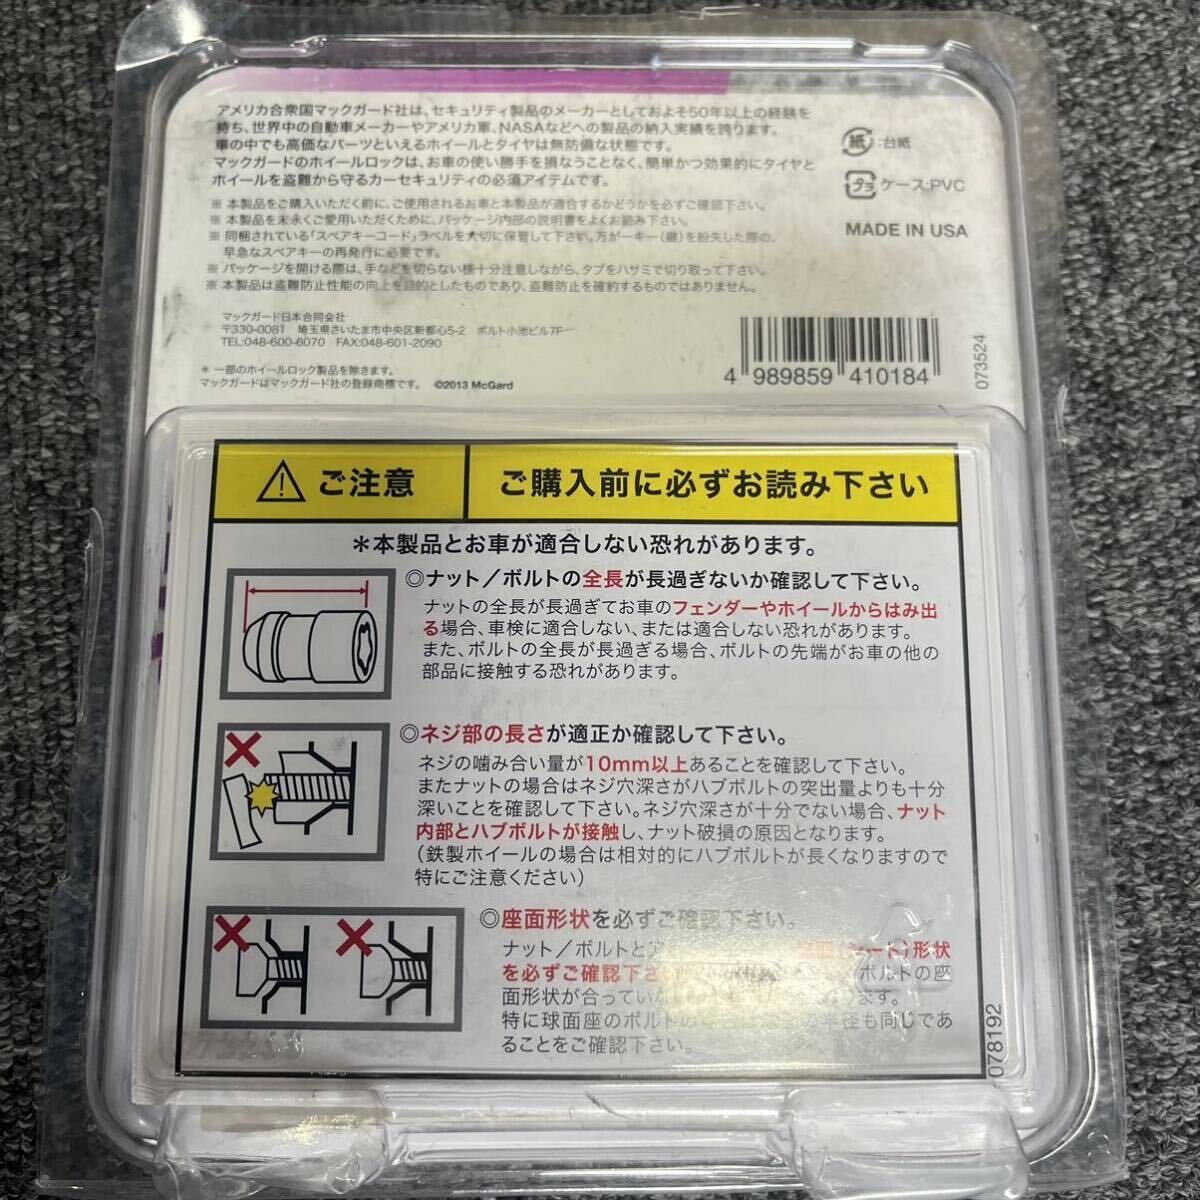 アメリカ合衆国マックガード社は、セキュリティ製品のメーカーとしておよそ50年以上の経験を
持ち、世界中の自動車メーカーやアメリカ軍、NASAなどへの製品の納入実績を誇ります。
車の中でも高価なパーツといえるホイールとタイヤは無防備な状態です。
マックガードのホイールロックは、お車の使い勝手を損なうことなく、簡単かつ効果的にタイヤと
ホイールを盗難から守るカーセキュリティの必須アイテムです。
※ 本製品をご購入いただく前に、ご使用されるお車と本製品が適合するかどうかを必ずご確認下さい。
※ 本製品を末永くご愛用いただくために、パッケージ内部の説明書をよくお読み下さい。
※ 同梱されている「スペアキーコード」ラベルを大切に保管して下さい。万が一キー(鍵)を紛失した際の、
早急なスペアキーの再発行に必要です。
※ パッケージを開ける際は、手などを切らない様十分注意しながら、タブをハサミで切り取って下さい。
※ 本製品は盗難防止性能の向上を目的としたものであり、盗難防止を確約するものではありません。
マックガード日本合同会社
〒330-0081 埼玉県さいたま市中央区新都心5-2 ポルト小池ビル7F
TEL:048-600-6070 FAX:048-601-2090
* 一部のホイールロック製品を除きます。
マックガードはマックガード社の登録商標です。 ©2013 McGard
紙 :台紙
プラ ケース:PVC
MADE IN USA
4 989859 410184
073524
⚠ ご注意
ご購入前に必ずお読み下さい
*本製品とお車が適合しない恐れがあります。
◎ナット/ボルトの全長が長過ぎないか確認して下さい。
ナットの全長が長過ぎてお車のフェンダーやホイールからはみ出
る場合、車検に適合しない、または適合しない恐れがあります。
また、ボルトの全長が長過ぎる場合、ボルトの先端がお車の他の
部品に接触する恐れがあります。
◎ネジ部の長さが適正か確認して下さい。
ネジの噛み合い量が10mm以上あることを確認して下さい。
またナットの場合はネジ穴深さがハブボルトの突出量よりも十分
深いことを確認して下さい。ネジ穴深さが十分でない場合、ナット
内部とハブボルトが接触し、ナット破損の原因となります。
(鉄製ホイールの場合は相対的にハブボルトが長くなりますので
特にご注意ください)
◎座面形状を必ずご確認下さい。
ナット/ボルトと 形状
を必ずご確認下さ ボルトの座
面形状が合っていな ます。
特に球面座のボルトの 半径も同じであ
ることをご確認下さい。
078192